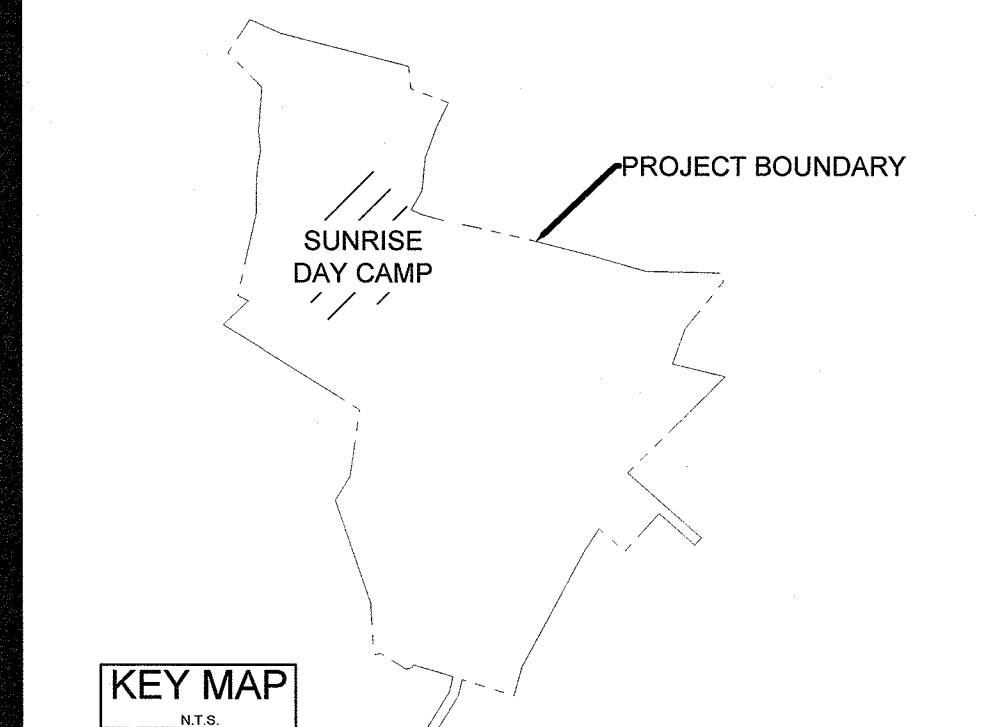 PROJECT BOUNDARY
SUNRISE
DAY CAMP
KEY MAP
N.T.S.